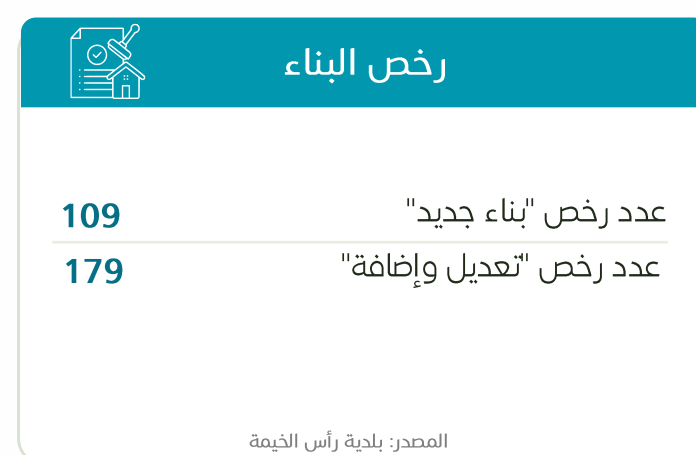 رخص البناء
عدد رخص "بناء جديد" 109
عدد رخص "تعديل وإضافة" 179
المصدر: بلدية رأس الخيمة